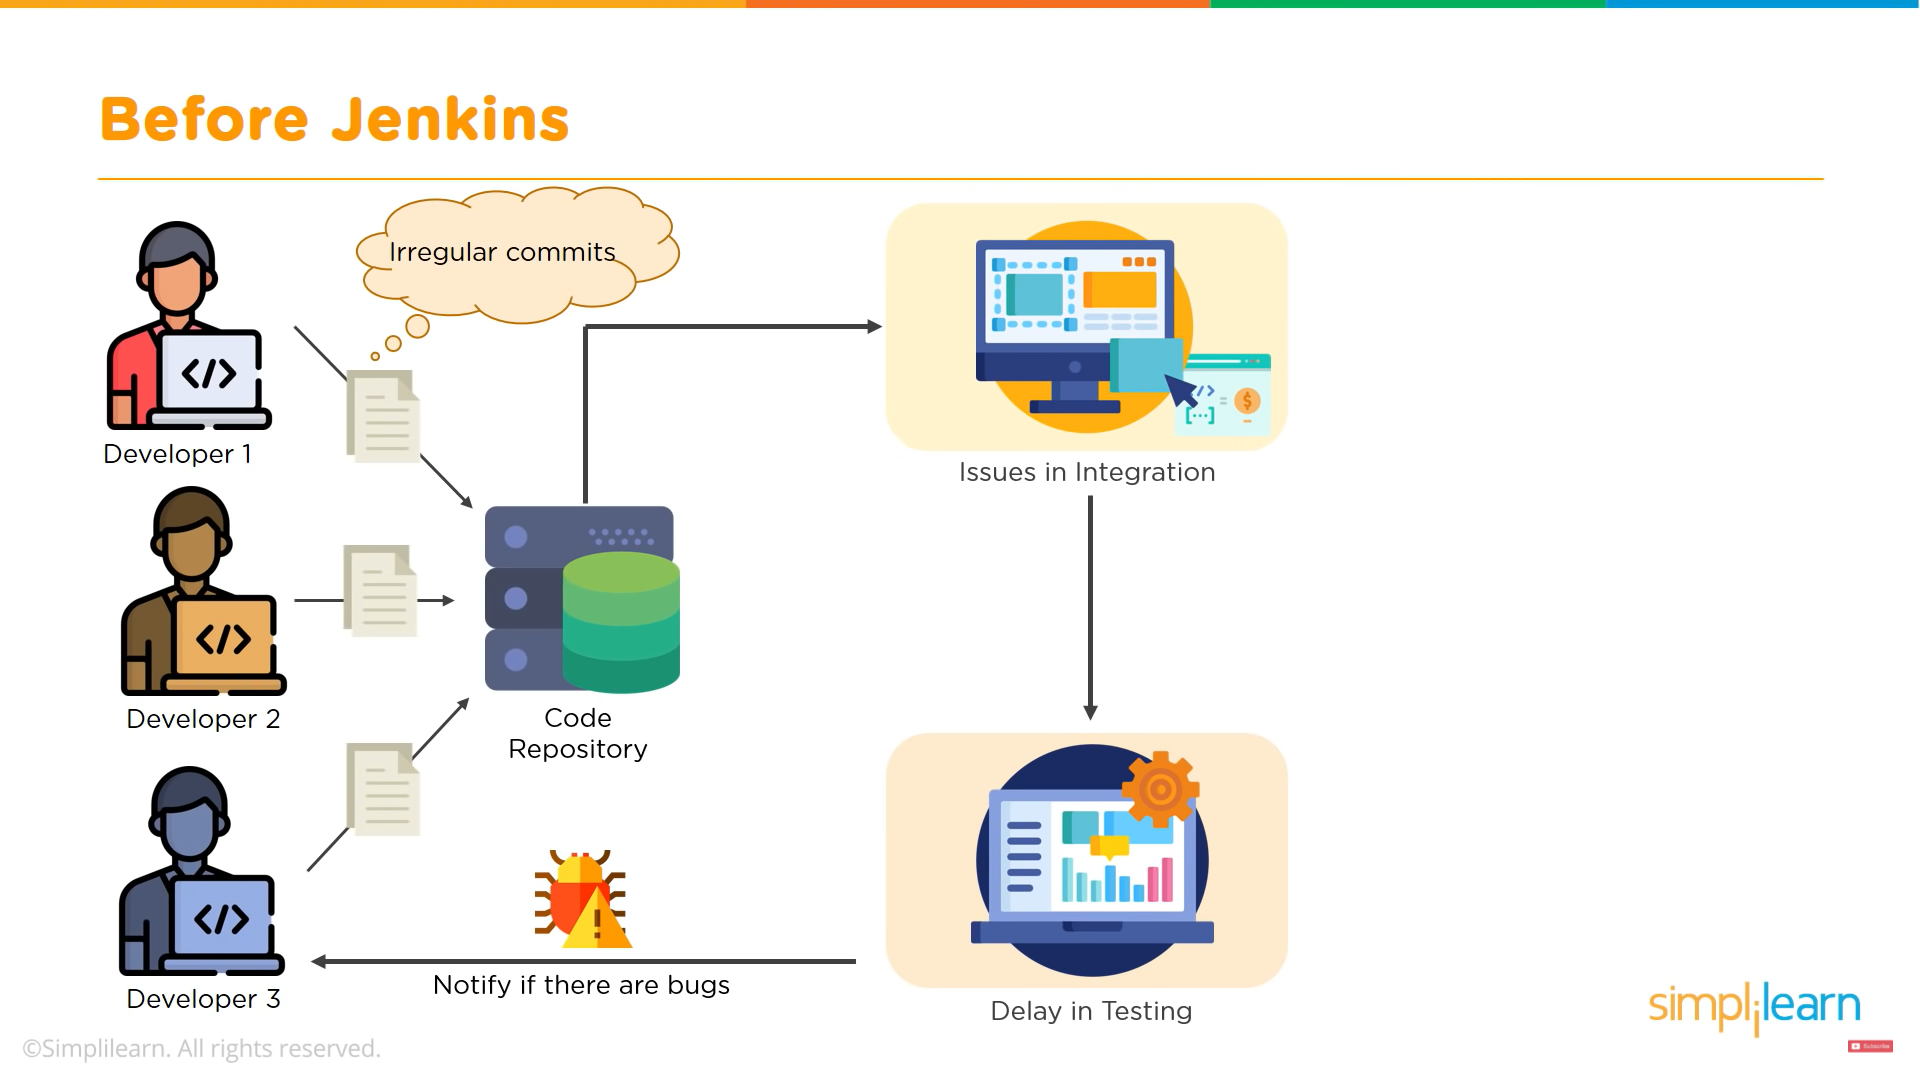 Before Jenkins
Irregular commits
Developer 1
Issues in Integration
Developer 2
Code
Repository
Developer 3
Notify if there are bugs
Delay in Testing
simplilearn
©Simplilearn. All rights reserved.
Subscribe